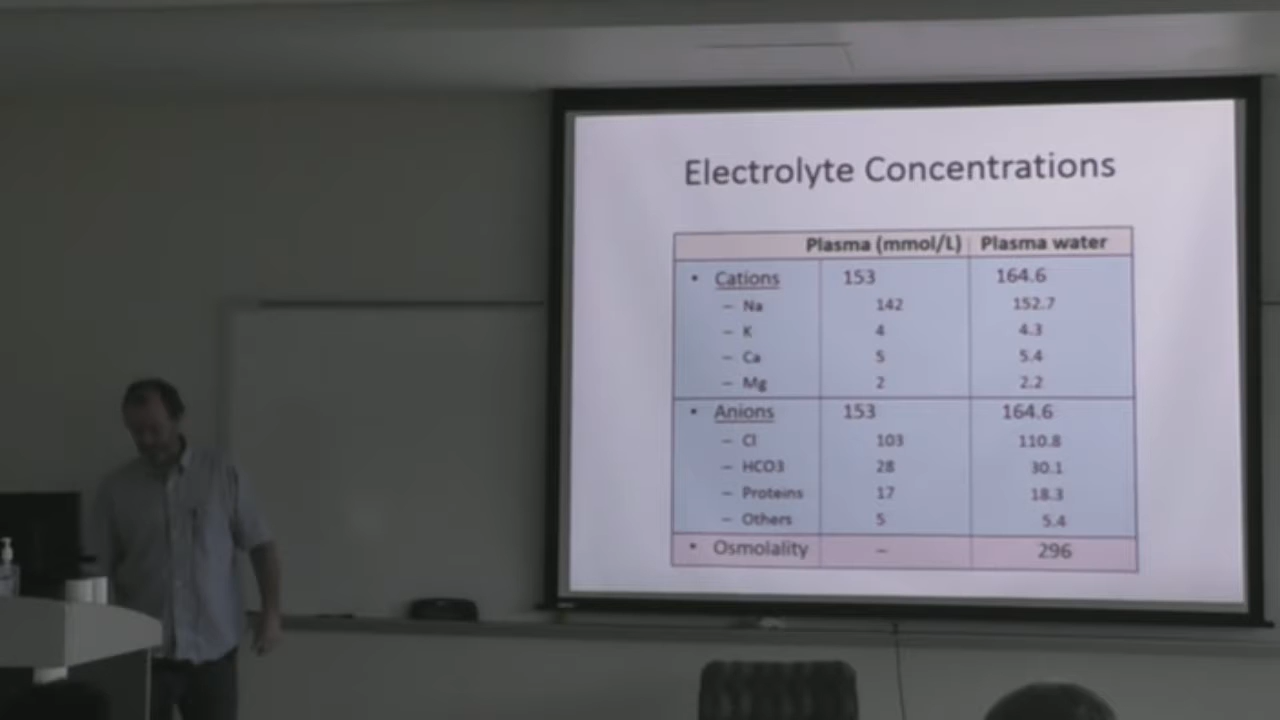 Electrolyte Concentrations
Plasma (mmol/L) Plasma water
• Cations 153 164.6
– Na 142 152.7
– K 4 4.3
– Ca 5 5.4
– Mg 2 2.2
• Anions 153 164.6
– Cl 103 110.8
– HCO3 28 30.1
– Proteins 17 18.3
– Others 5 5.4
• Osmolality – 296